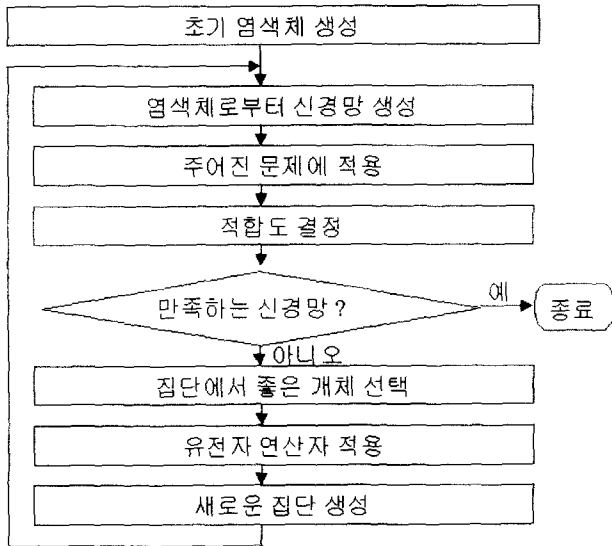 초기 염색체 생성
염색체로부터 신경망 생성
주어진 문제에 적용
적합도 결정
만족하는 신경망 ?
예
종료
아니오
집단에서 좋은 개체 선택
유전자 연산자 적용
새로운 집단 생성